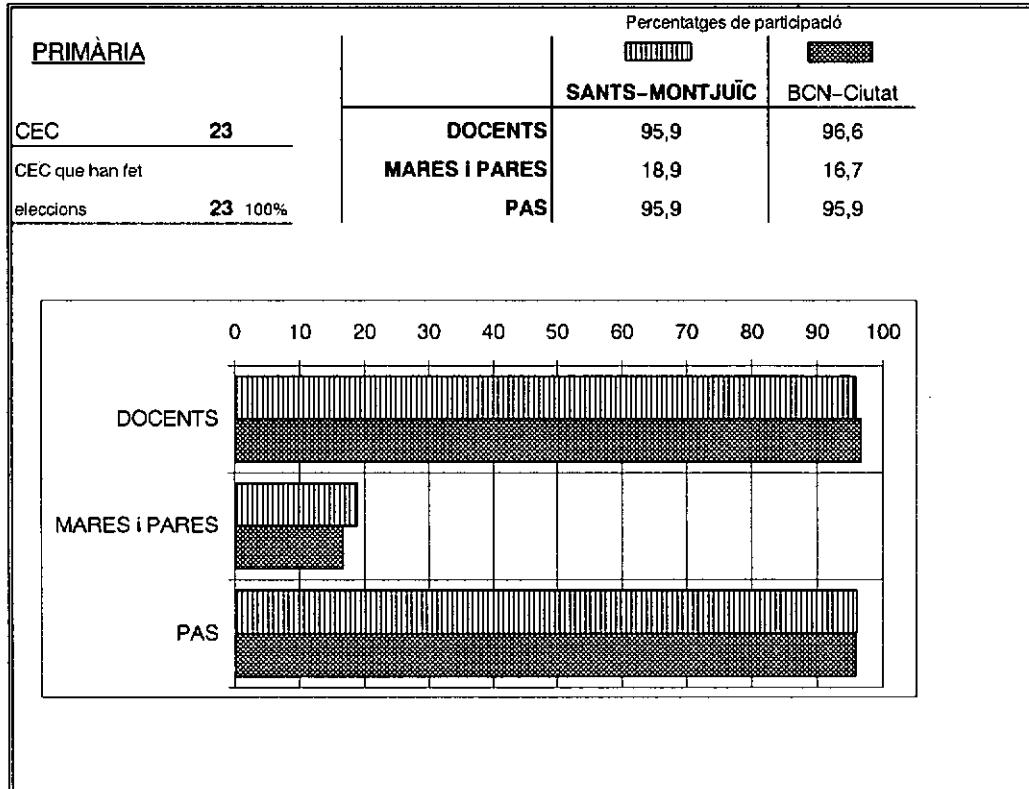 Percentatges de participació
PRIMÀRIA
SANTS-MONTJUÏC BCN-Ciutat
CEC 23 DOCENTS 95,9 96,6
CEC que han fet MARES i PARES 18,9 16,7
eleccions 23 100% PAS 95,9 95,9
0 10 20 30 40 50 60 70 80 90 100
DOCENTS
MARES i PARES
PAS